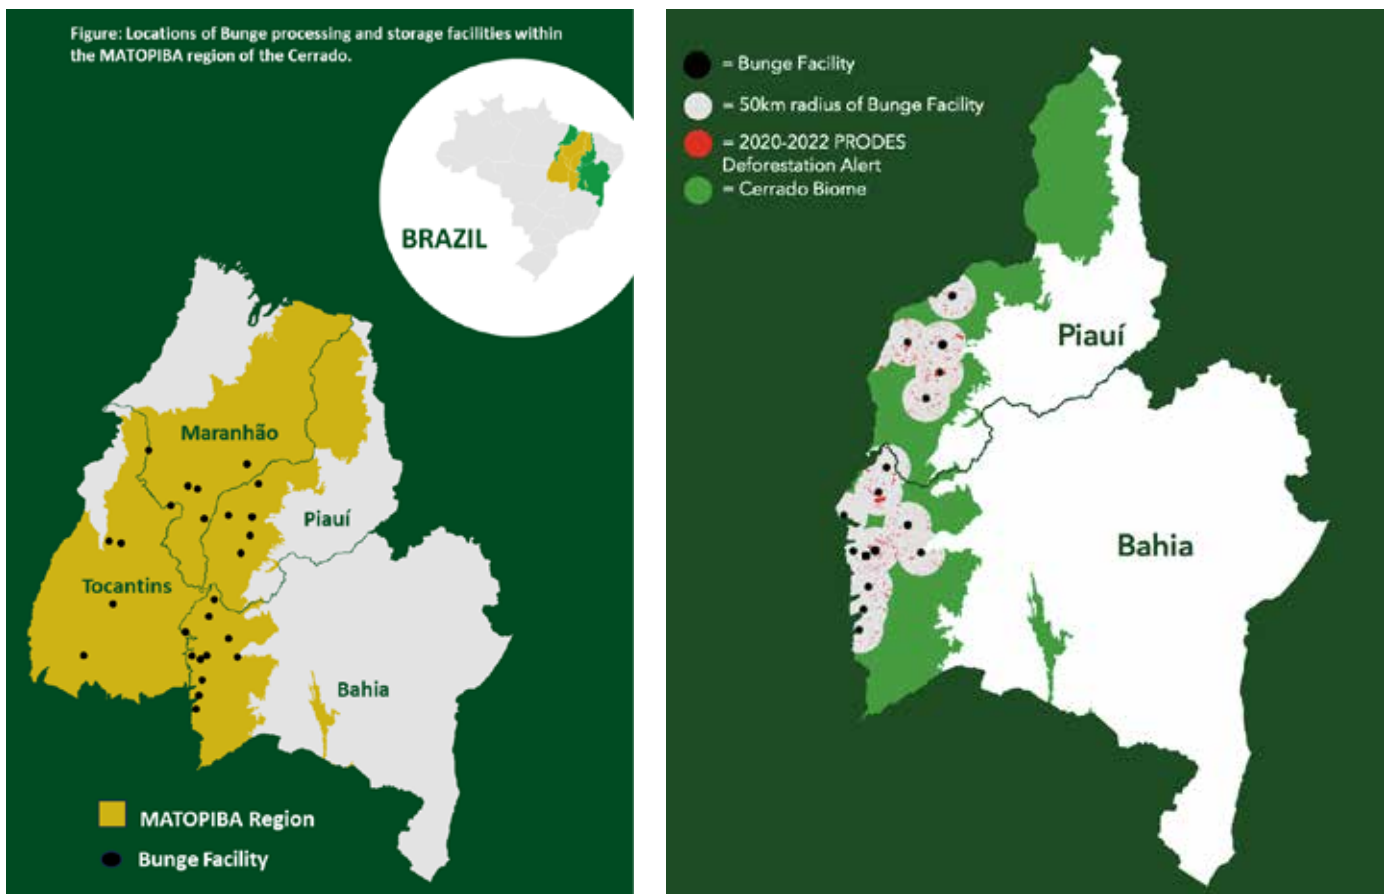 Figure: Locations of Bunge processing and storage facilities within
the MATOPIBA region of the Cerrado.
BRAZIL
Maranhão
Piauí
Tocantins
Bahia
MATOPIBA Region
Bunge Facility
= Bunge Facility
= 50km radius of Bunge Facility
= 2020-2022 PRODES
Deforestation Alert
= Cerrado Biome
Piauí
Bahia